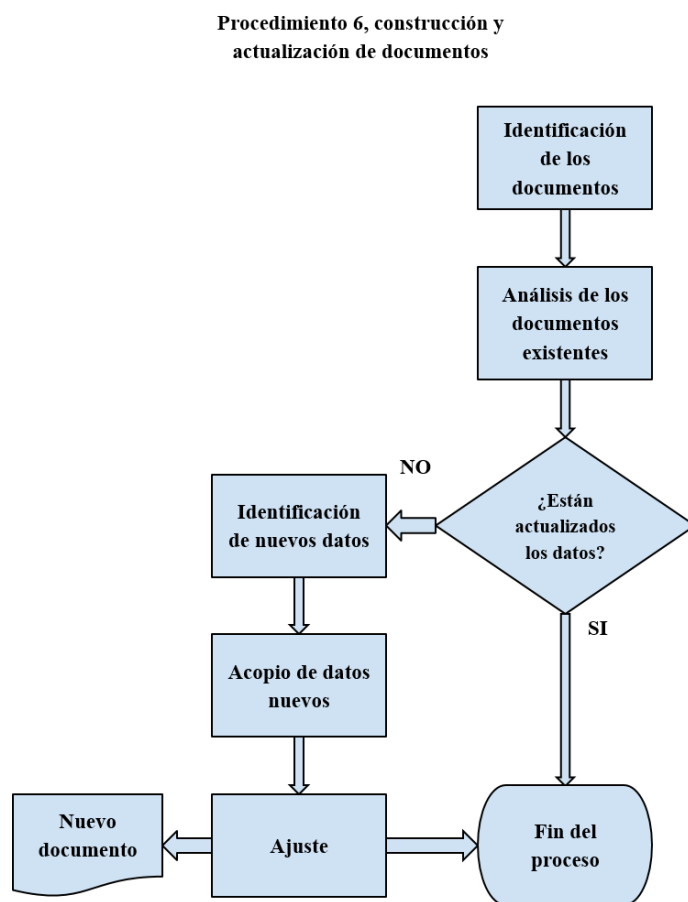 Procedimiento 6, construcción y
actualización de documentos
Identificación
de los
documentos
Análisis de los
documentos
existentes
¿Están
actualizados
los datos?
NO
SI
Identificación
de nuevos datos
Acopio de datos
nuevos
Ajuste
Nuevo
documento
Fin del
proceso